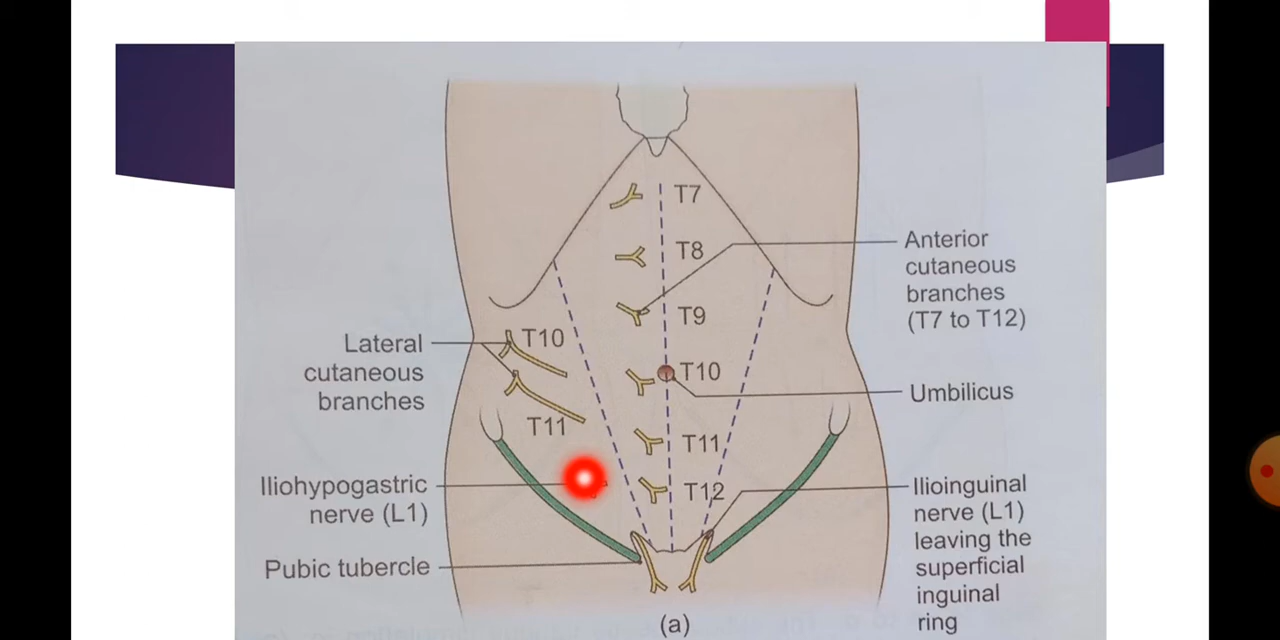 T7
T8
T9
T10
T11
T12
Anterior
cutaneous
branches
(T7 to T12)
Lateral
cutaneous
branches
T10
T11
Umbilicus
Iliohypogastric
nerve (L1)
Pubic tubercle
Ilioinguinal
nerve (L1)
leaving the
superficial
inguinal
ring
(a)